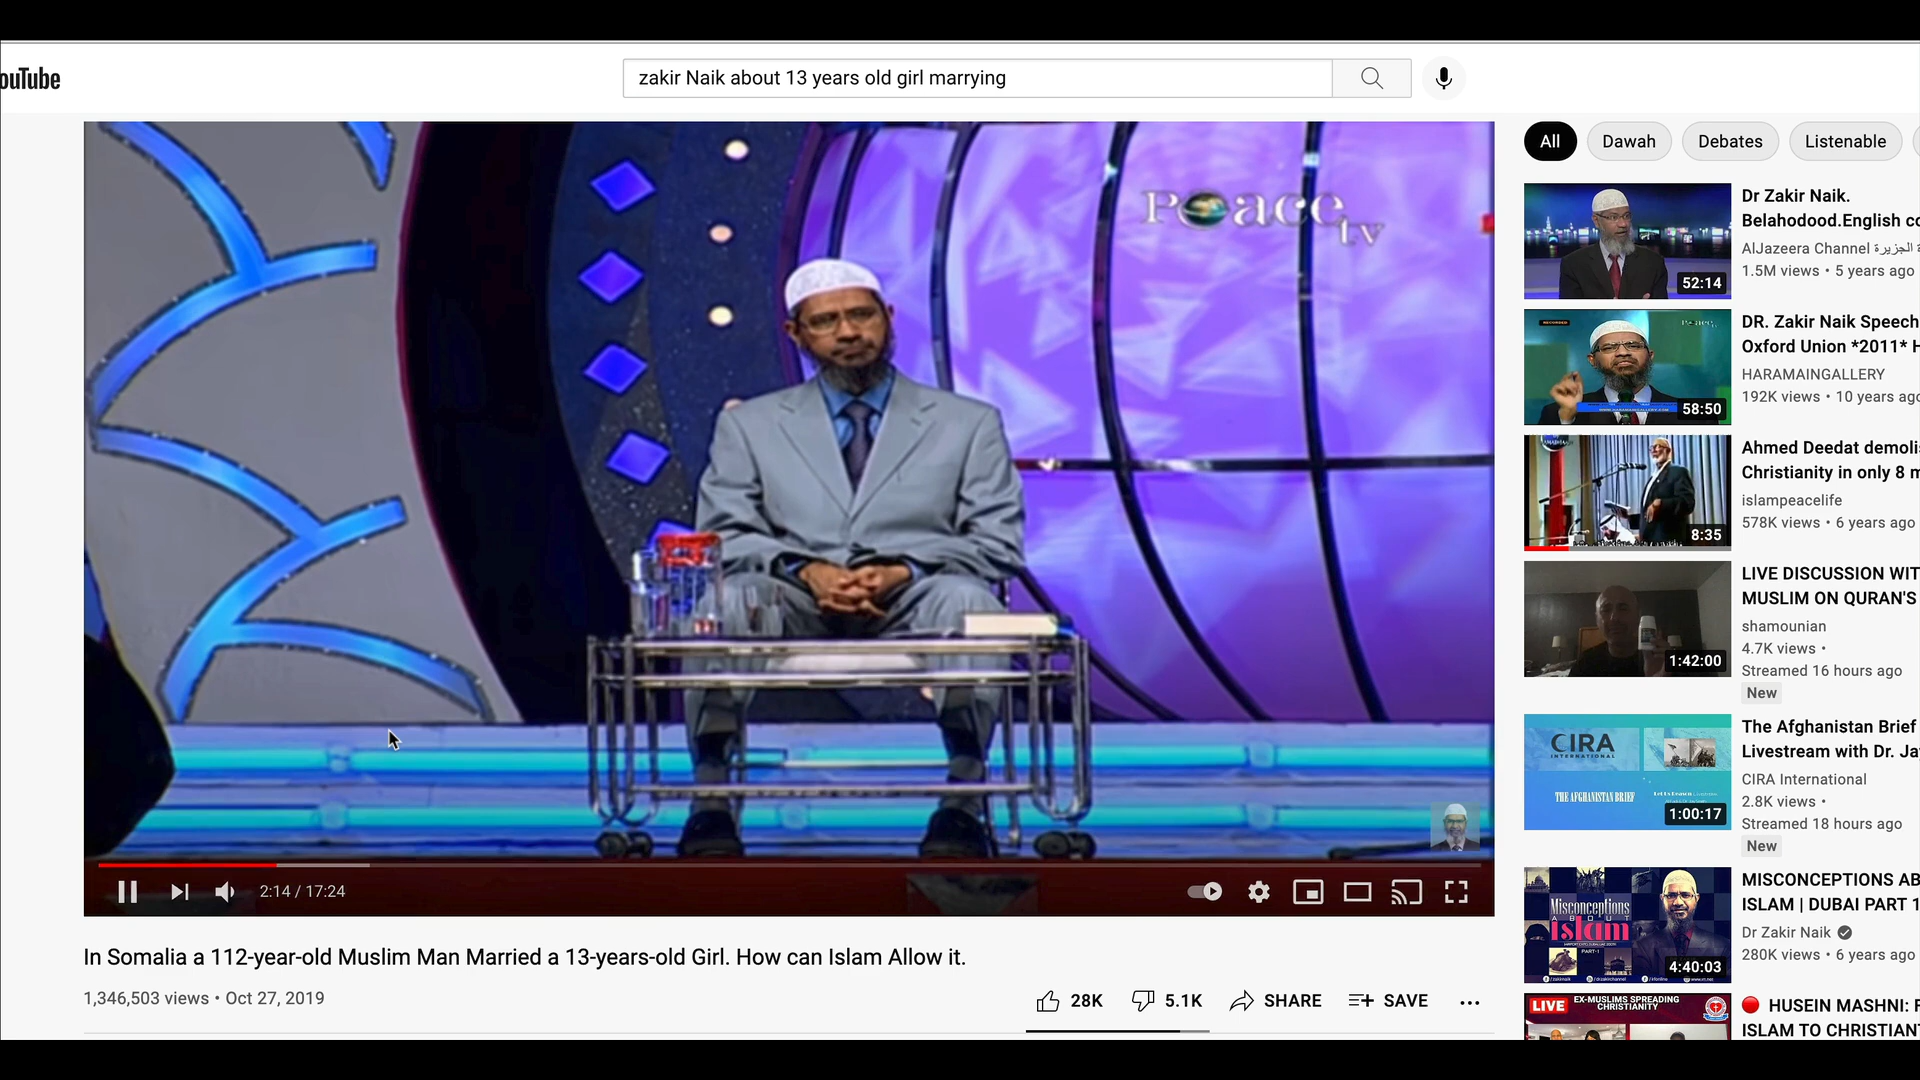 ouTube
zakir Naik about 13 years old girl marrying
Peace
tv
2:14 / 17:24
In Somalia a 112-year-old Muslim Man Married a 13-years-old Girl. How can Islam Allow it.
1,346,503 views • Oct 27, 2019
28K
5.1K
SHARE
SAVE
All
Dawah
Debates
Listenable
52:14
Dr Zakir Naik.
Belahodood.English co
AlJazeera Channel ة الجزيرة
1.5M views • 5 years ago
RECORDED
58:50
DR. Zakir Naik Speech
Oxford Union *2011* H
HARAMAINGALLERY
192K views • 10 years ago
8:35
Ahmed Deedat demolis
Christianity in only 8 m
islampeacelife
578K views • 6 years ago
1:42:00
LIVE DISCUSSION WIT
MUSLIM ON QURAN'S
shamounian
4.7K views •
Streamed 16 hours ago
New
CIRA
INTERNATIONAL
THE AFGHANISTAN BRIEF
1:00:17
The Afghanistan Brief
Livestream with Dr. Ja
CIRA International
2.8K views •
Streamed 18 hours ago
New
Misconceptions
ABOUT
Islam
PART-1
4:40:03
MISCONCEPTIONS AB
ISLAM | DUBAI PART 1
Dr Zakir Naik
280K views • 6 years ago
LIVE
EX-MUSLIMS SPREADING
CHRISTIANITY
HUSEIN MASHNI: F
ISLAM TO CHRISTIAN